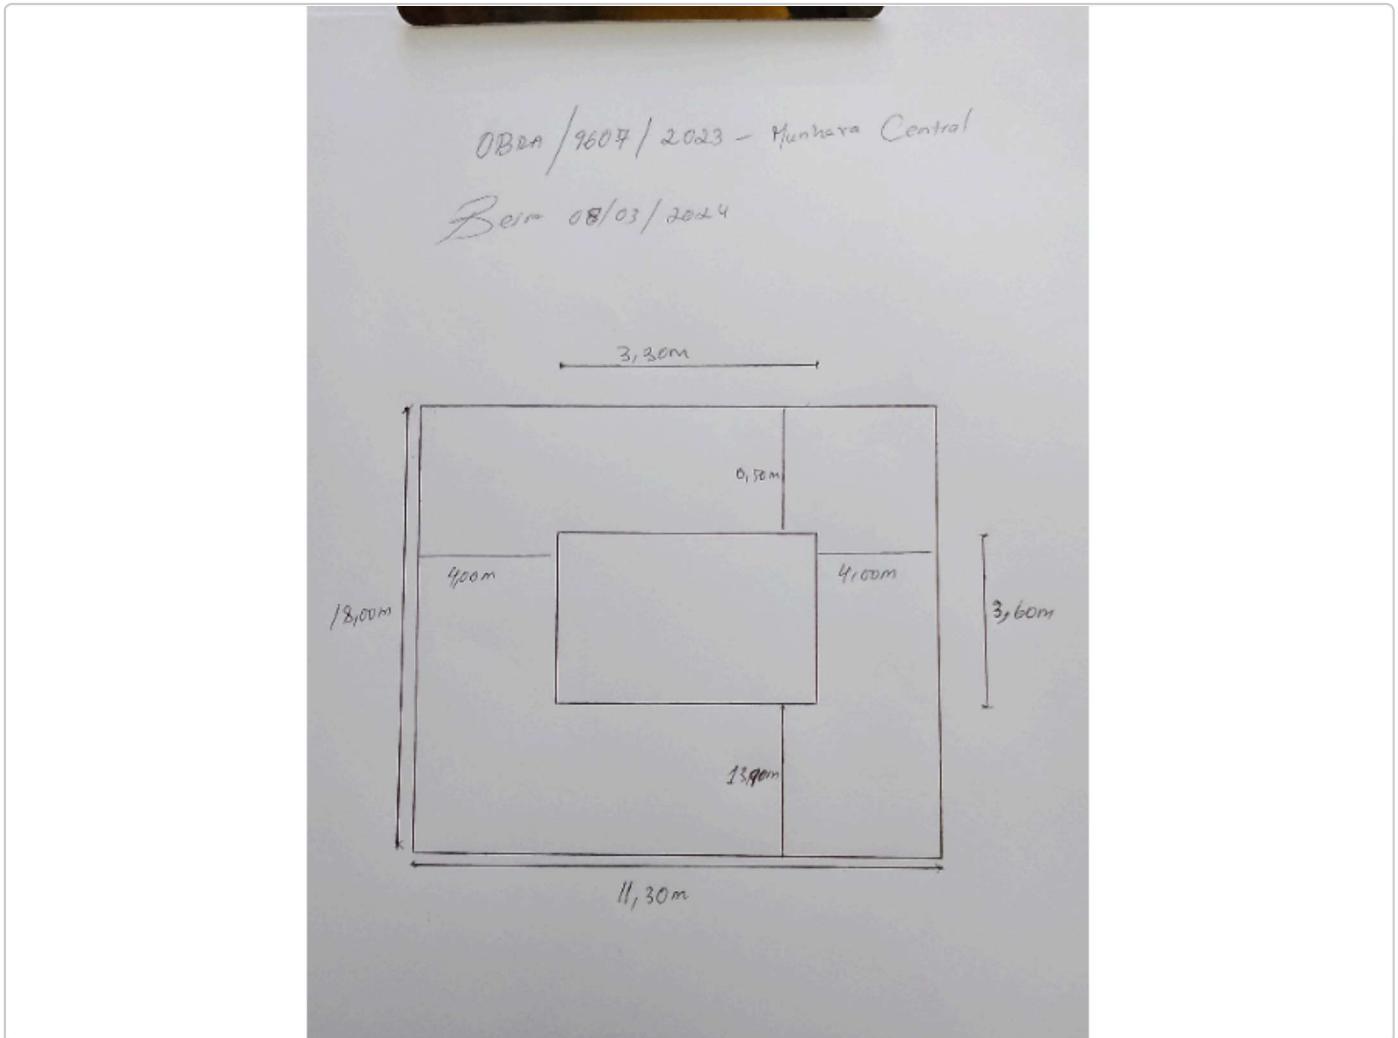 OBRA/9607/2023 - Munhava Central
Beira 08/03/2024
3,30m
0,50m
4,00m
4,00m
18,00m
3,60m
13,90m
11,30m